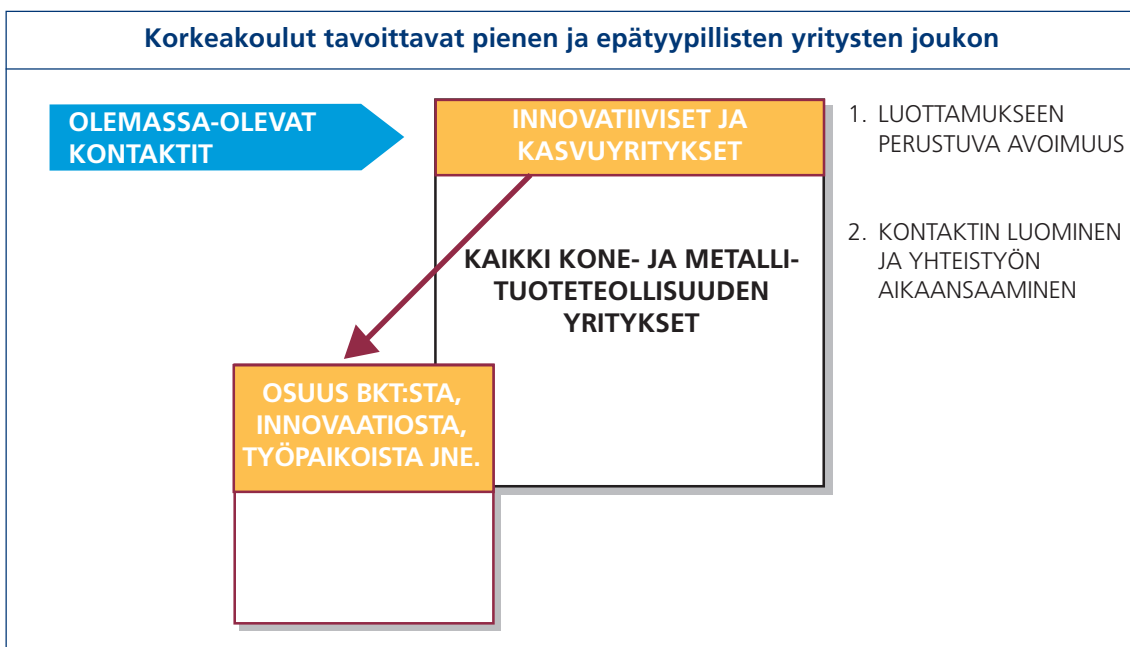 Korkeakoulut tavoittavat pienen ja epätyypillisten yritysten joukon
OLEMASSA-OLEVAT
KONTAKTIT
INNOVATIIVISET JA
KASVUYRITYKSET
1. LUOTTAMUKSEEN
PERUSTUVA AVOIMUUS
2. KONTAKTIN LUOMINEN
JA YHTEISTYÖN
AIKAANSAAMINEN
KAIKKI KONE- JA METALLI-
TUOTETEOLLISUUDEN
YRITYKSET
OSUUS BKT:STA,
INNOVAATIOSTA,
TYÖPAIKOISTA JNE.